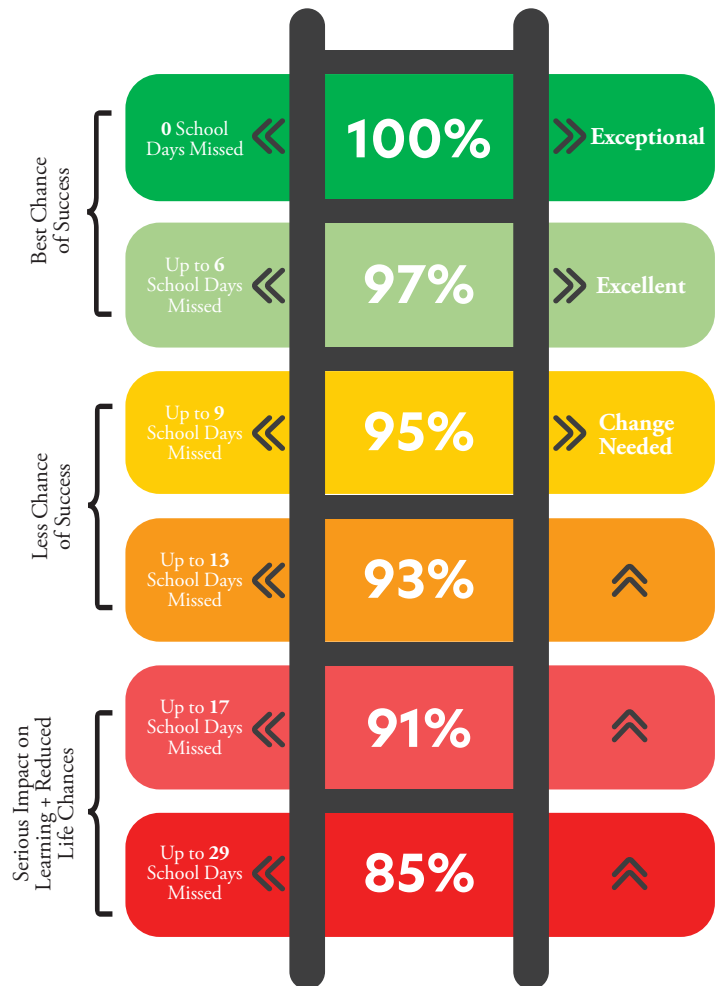 Best Chance
of Success
0 School
Days Missed
100%
Exceptional
Up to 6
School Days
Missed
97%
Excellent
Less Chance
of Success
Up to 9
School Days
Missed
95%
Change
Needed
Up to 13
School Days
Missed
93%
Serious Impact on
Learning + Reduced
Life Chances
Up to 17
School Days
Missed
91%
Up to 29
School Days
Missed
85%